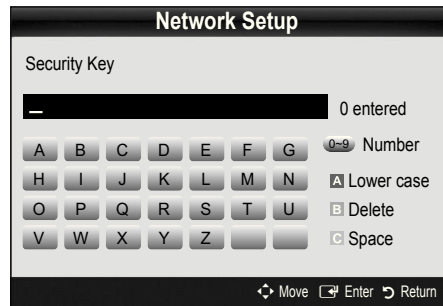 Network Setup
Security Key
_ 0 entered
A B C D E F G 0~9 Number
H I J K L M N A Lower case
O P Q R S T U B Delete
V W X Y Z C Space
Move Enter Return